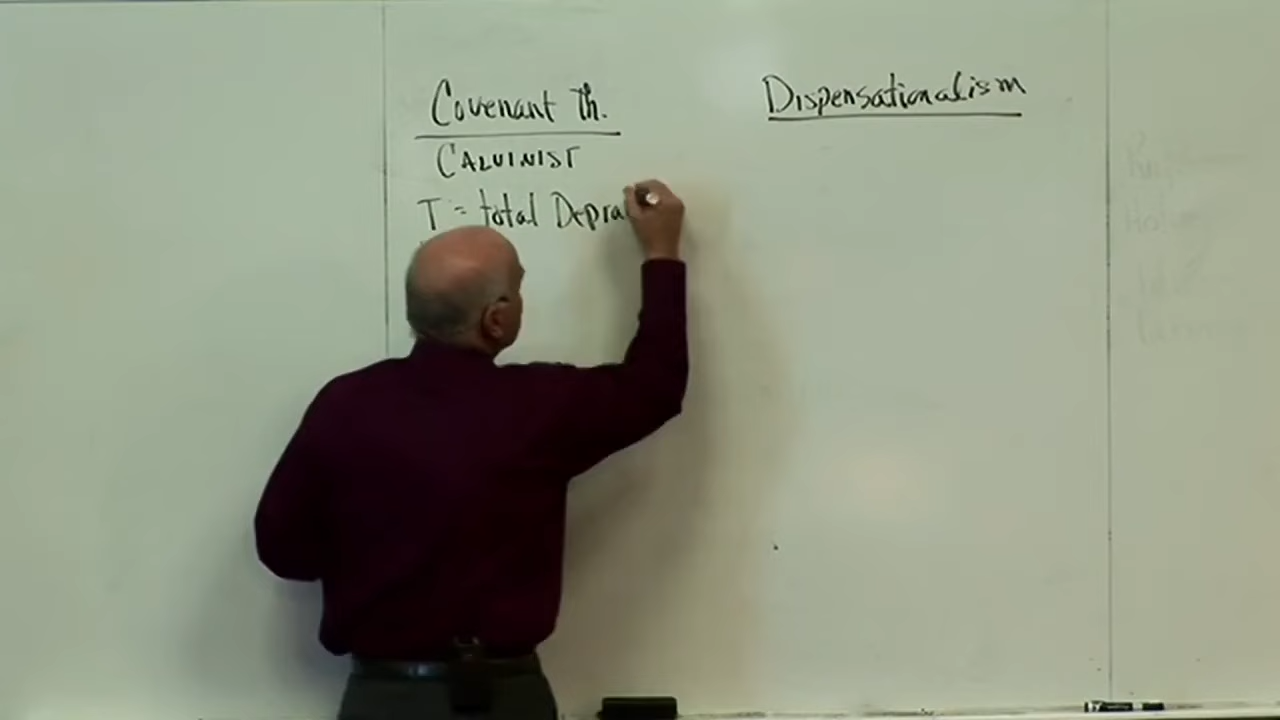 Covenant Th.
Dispensationalism
CALVINIST
T = total Depra